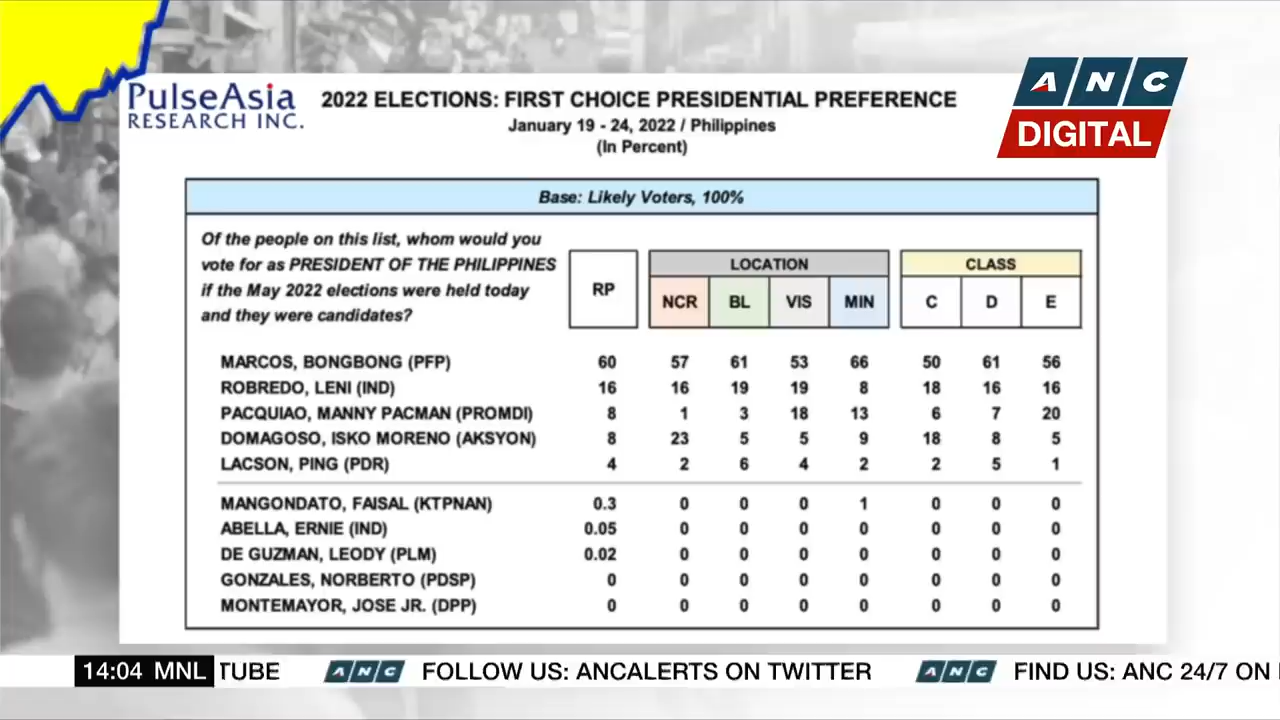 PulseAsia
RESEARCH INC.
2022 ELECTIONS: FIRST CHOICE PRESIDENTIAL PREFERENCE
January 19 - 24, 2022 / Philippines
(In Percent)
ANC
DIGITAL
Base: Likely Voters, 100%
Of the people on this list, whom would you
vote for as PRESIDENT OF THE PHILIPPINES
if the May 2022 elections were held today
and they were candidates?
RP
LOCATION
CLASS
NCR BL VIS MIN C D E
MARCOS, BONGBONG (PFP) 60 57 61 53 66 50 61 56
ROBREDO, LENI (IND) 16 16 19 19 8 18 16 16
PACQUIAO, MANNY PACMAN (PROMDI) 8 1 3 18 13 6 7 20
DOMAGOSO, ISKO MORENO (AKSYON) 8 23 5 5 9 18 8 5
LACSON, PING (PDR) 4 2 6 4 2 2 5 1
MANGONDATO, FAISAL (KTPNAN) 0.3 0 0 0 1 0 0 0
ABELLA, ERNIE (IND) 0.05 0 0 0 0 0 0 0
DE GUZMAN, LEODY (PLM) 0.02 0 0 0 0 0 0 0
GONZALES, NORBERTO (PDSP) 0 0 0 0 0 0 0 0
MONTEMAYOR, JOSE JR. (DPP) 0 0 0 0 0 0 0 0
14:04 MNL TUBE ANC FOLLOW US: ANCALERTS ON TWITTER ANC FIND US: ANC 24/7 ON